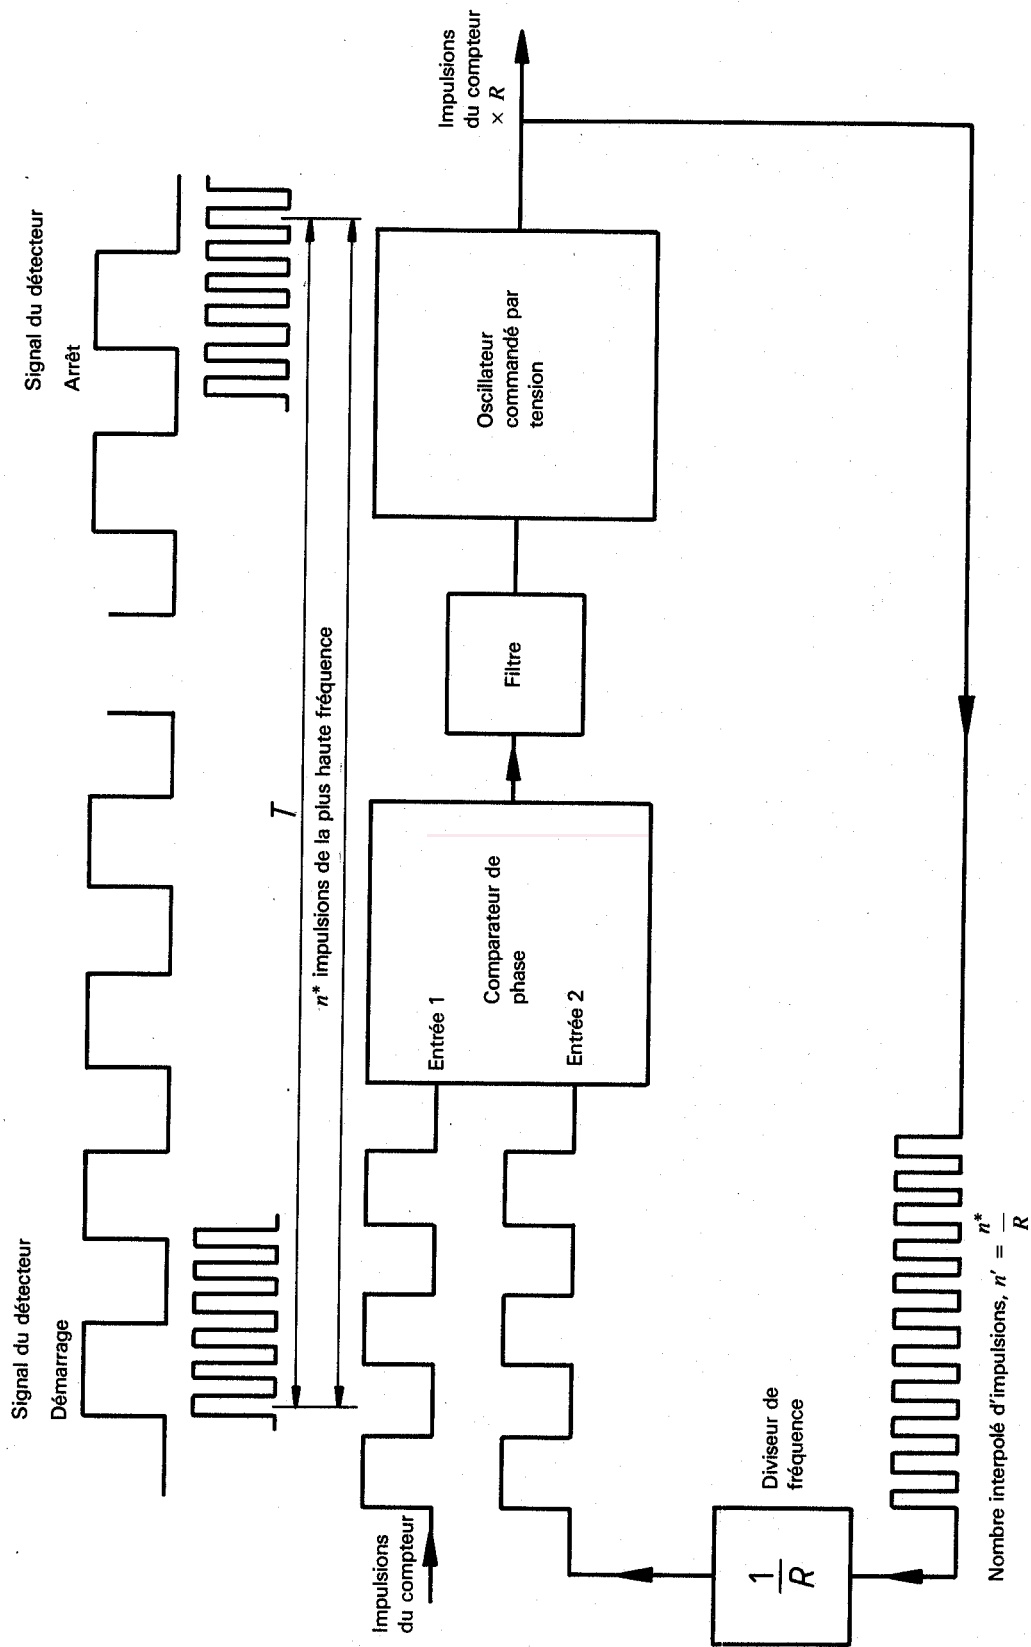 Signal du détecteur
Démarrage
Signal du détecteur
Arrêt
T
n* impulsions de la plus haute fréquence
Impulsions
du compteur
Entrée 1
Entrée 2
Comparateur de
phase
Filtre
Oscillateur
commandé par
tension
Impulsions
du compteur
× R
1
R
Diviseur de
fréquence
Nombre interpolé d'impulsions, n′ = n*
R